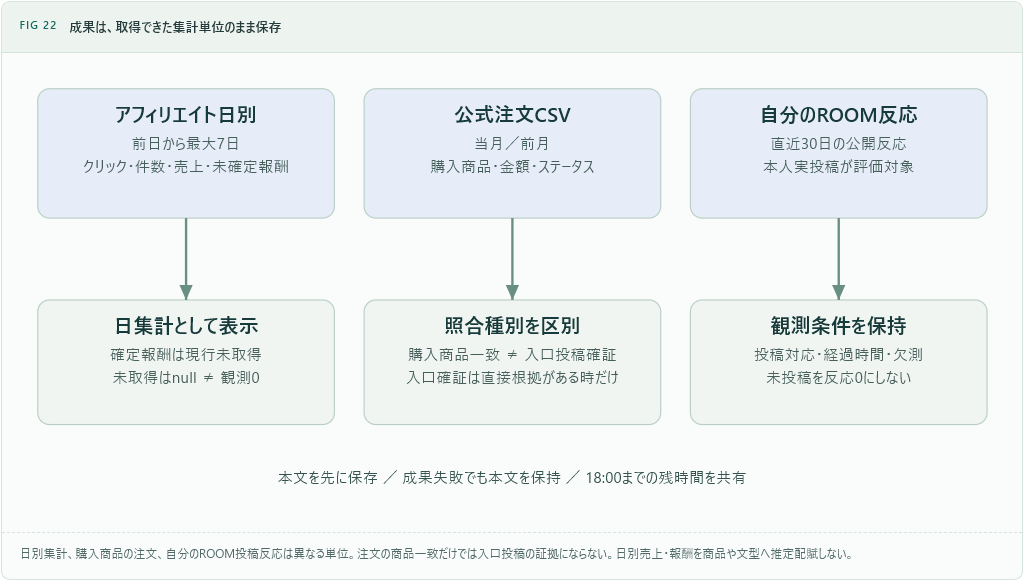 FIG 22 成果は、取得できた集計単位のまま保存
アフィリエイト日別
前日から最大7日
クリック・件数・売上・未確定報酬
公式注文CSV
当月／前月
購入商品・金額・ステータス
自分のROOM反応
直近30日の公開反応
本人実投稿が評価対象
日集計として表示
確定報酬は現行未取得
未取得はnull ≠ 観測0
照合種別を区別
購入商品一致 ≠ 入口投稿確証
入口確証は直接根拠がある時だけ
観測条件を保持
投稿対応・経過時間・欠測
未投稿を反応0にしない
本文を先に保存 ／ 成果失敗でも本文を保持 ／ 18:00までの残時間を共有
日別集計、購入商品の注文、自分のROOM投稿反応は異なる単位。注文の商品一致だけでは入口投稿の証拠にならない。日別売上・報酬を商品や文型へ推定配賦しない。